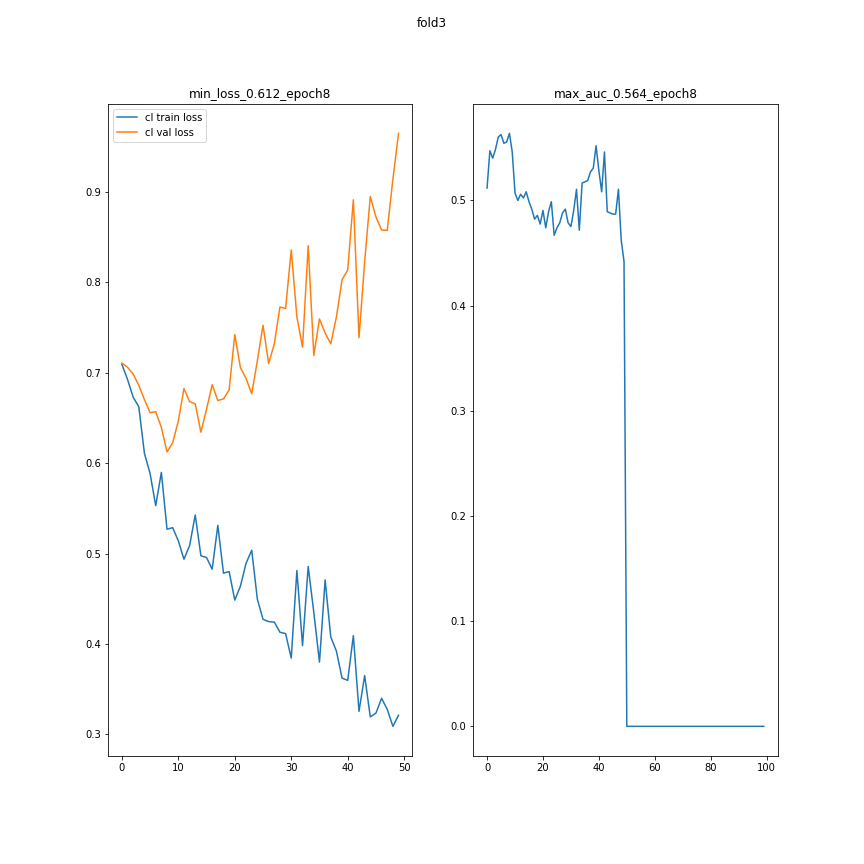 fold3
min_loss_0.612_epoch8
cl train loss
cl val loss
0.9
0.8
0.7
0.6
0.5
0.4
0.3
0 10 20 30 40 50
max_auc_0.564_epoch8
0.5
0.4
0.3
0.2
0.1
0.0
0 20 40 60 80 100